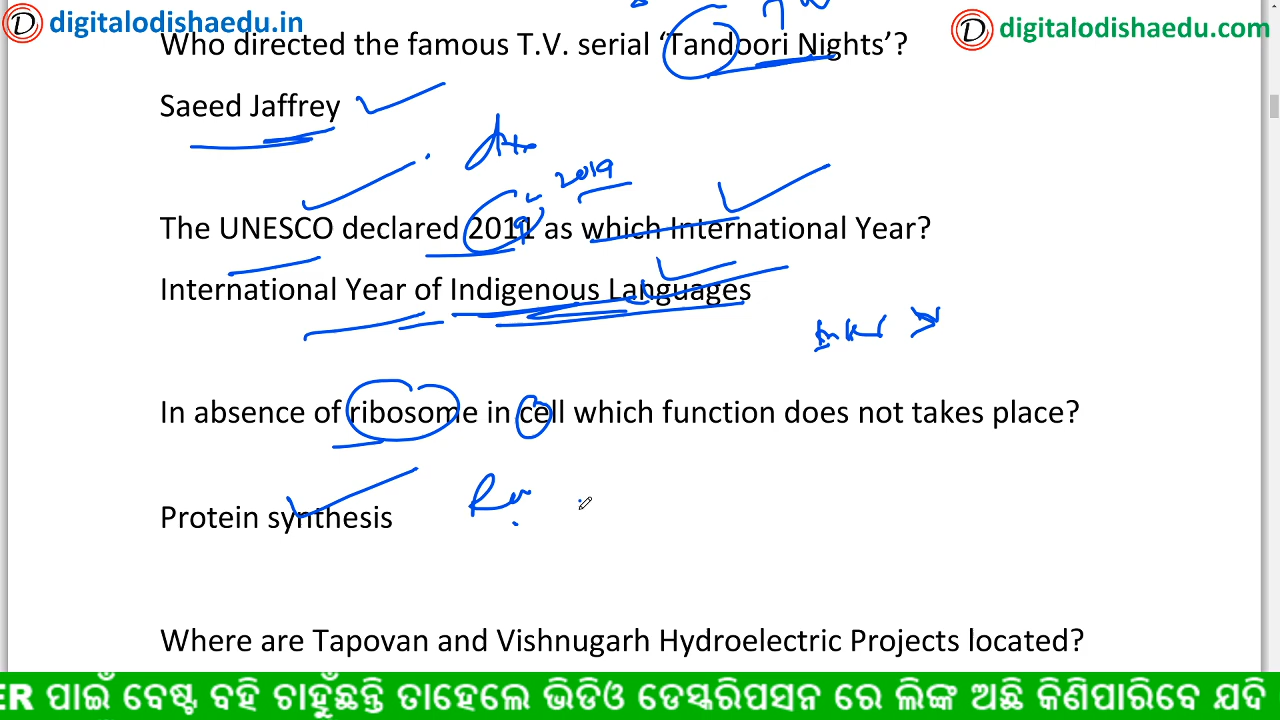 digitalodishaedu.in
digitalodishaedu.com
Who directed the famous T.V. serial ‘Tandoori Nights’?
Saeed Jaffrey
2019
The UNESCO declared 2011 as which International Year?
9
International Year of Indigenous Languages
In absence of ribosome in cell which function does not takes place?
Protein synthesis
Where are Tapovan and Vishnugarh Hydroelectric Projects located?
ER ପାଇଁ ବେଷ୍ଟ ବହି ଚାହୁଁଛନ୍ତି ତାହେଲେ ଭିଡିଓ ଡେସ୍କରିପସନ ରେ ଲିଙ୍କ ଅଛି କିଣିପାରିବେ ଯଦି